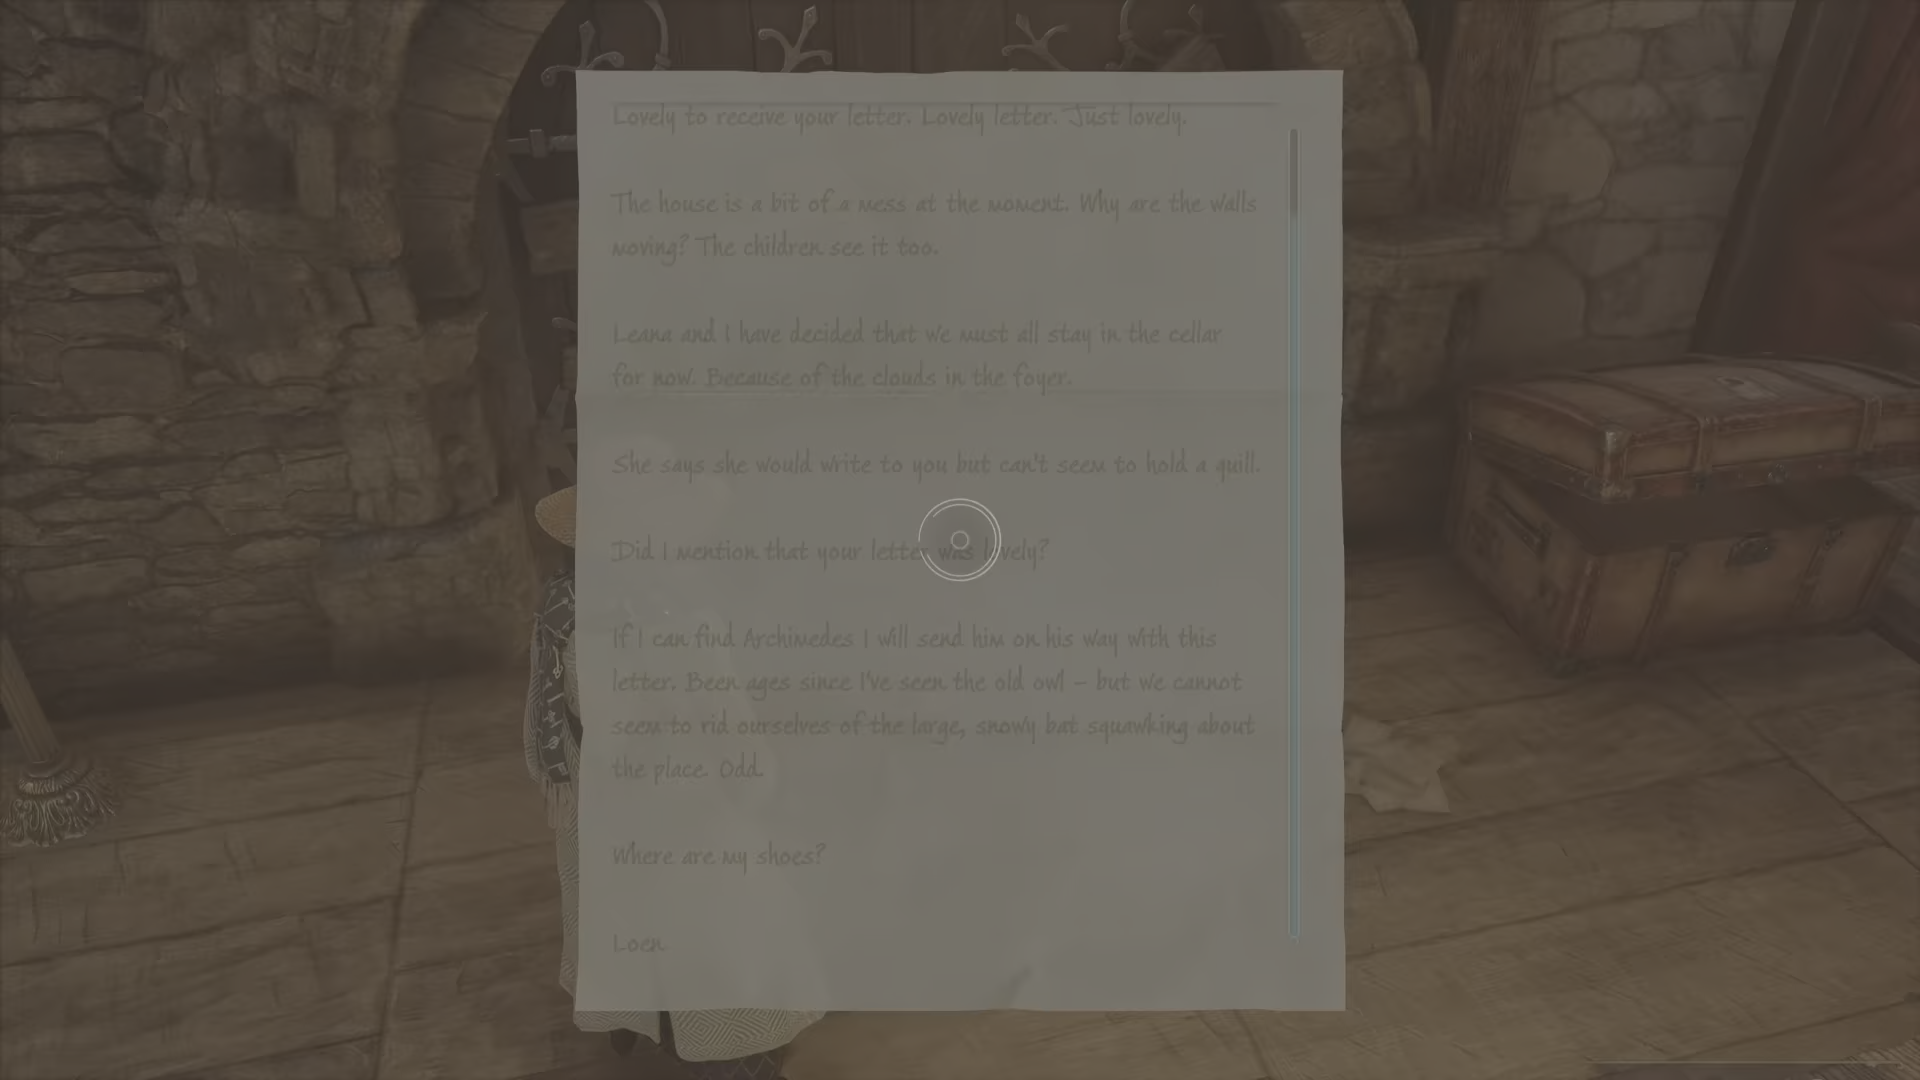 Lovely to receive your letter. Lovely letter. Just lovely.
The house is a bit of a mess at the moment. Why are the walls
moving? The children see it too.
Leana and I have decided that we must all stay in the cellar
for now. Because of the clouds in the foyer.
She says she would write to you but can't seem to hold a quill.
Did I mention that your letter was lovely?
If I can find Archimedes I will send him on his way with this
letter. Been ages since I've seen the old owl – but we cannot
seem to rid ourselves of the large, snowy bat squawking about
the place. Odd.
Where are my shoes?
Loen